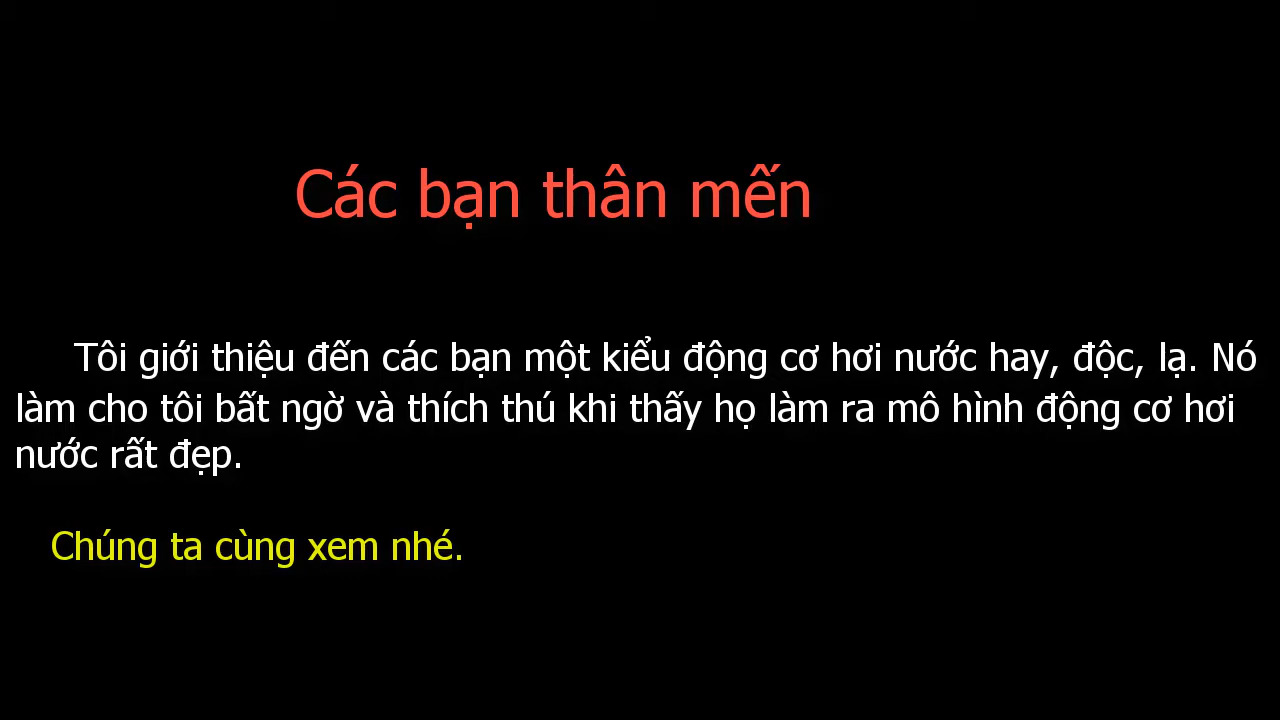 Các bạn thân mến
Tôi giới thiệu đến các bạn một kiểu động cơ hơi nước hay, độc, lạ. Nó
làm cho tôi bất ngờ và thích thú khi thấy họ làm ra mô hình động cơ hơi
nước rất đẹp.
Chúng ta cùng xem nhé.